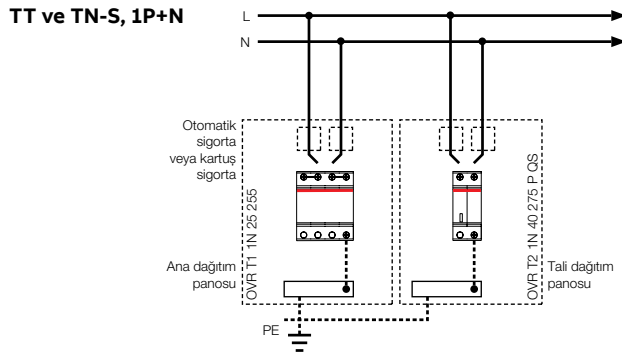 TT ve TN-S, 1P+N
L
N
Otomatik
sigorta
veya kartuş
sigorta
OVR T1 1N 25 255
OVR T2 1N 40 275 P QS
Ana dağıtım
panosu
Tali dağıtım
panosu
PE